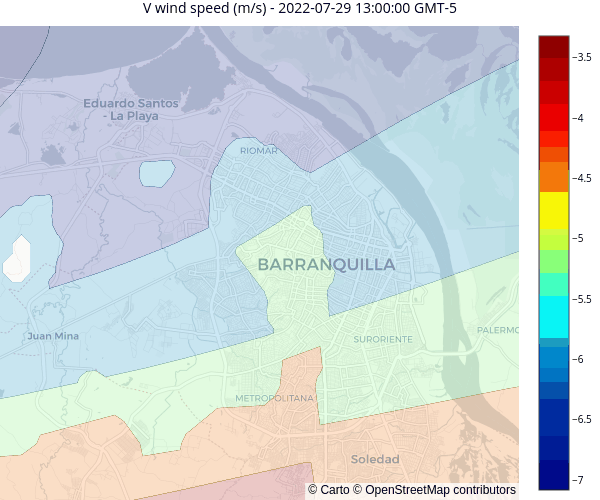 V wind speed (m/s) - 2022-07-29 13:00:00 GMT-5
−3.5
Eduardo Santos
- La Playa
−4
RIOMAR
−4.5
−5
BARRANQUILLA
−5.5
Juan Mina
SURORIENTE
PALERMO
−6
METROPOLITANA
−6.5
Soledad
−7
© Carto © OpenStreetMap contributors